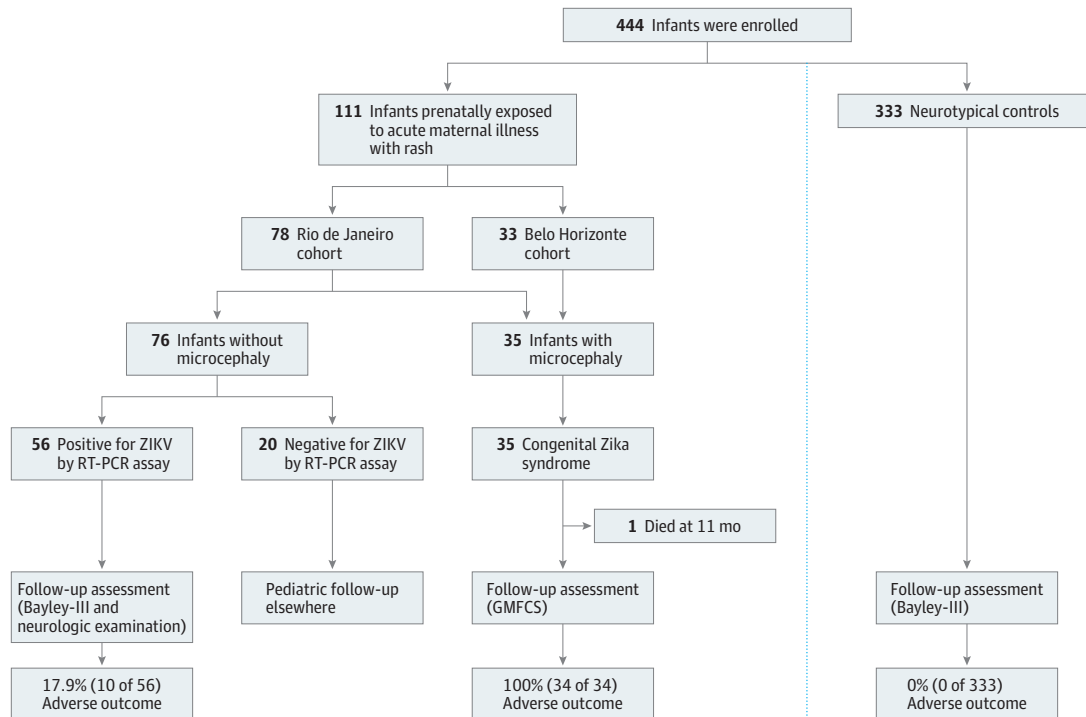 444 Infants were enrolled
111 Infants prenatally exposed
to acute maternal illness
with rash
333 Neurotypical controls
78 Rio de Janeiro
cohort
33 Belo Horizonte
cohort
76 Infants without
microcephaly
35 Infants with
microcephaly
56 Positive for ZIKV
by RT-PCR assay
20 Negative for ZIKV
by RT-PCR assay
35 Congenital Zika
syndrome
1 Died at 11 mo
Follow-up assessment
(Bayley-III and
neurologic examination)
Pediatric follow-up
elsewhere
Follow-up assessment
(GMFCS)
Follow-up assessment
(Bayley-III)
17.9% (10 of 56)
Adverse outcome
100% (34 of 34)
Adverse outcome
0% (0 of 333)
Adverse outcome